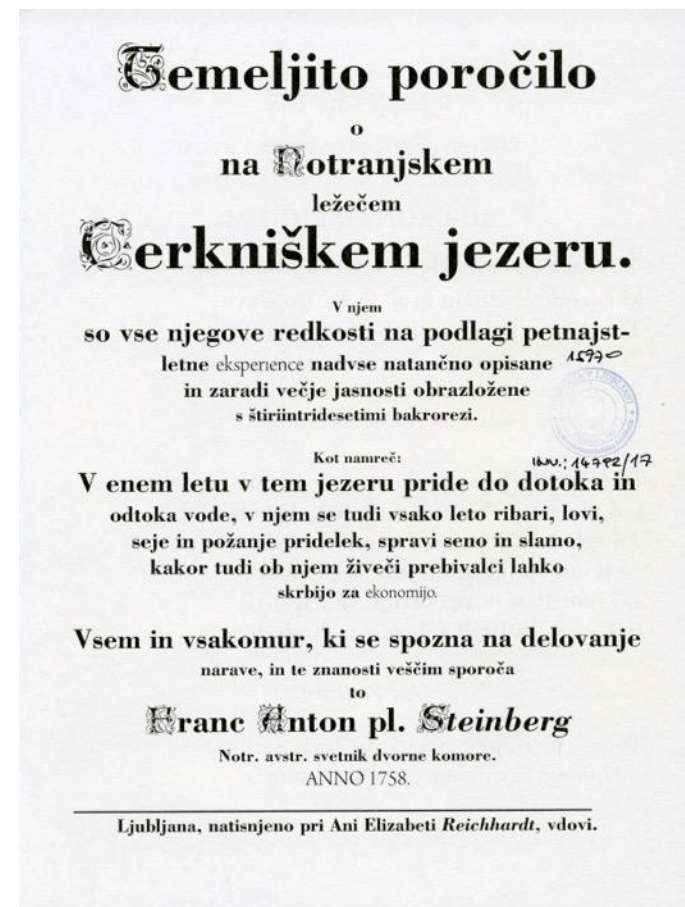 Temeljito poročilo
o
na Notranjskem
ležečem
Cerkniškem jezeru.
V njem
so vse njegove redkosti na podlagi petnajst-
letne eksperience nadvse natančno opisane 15970
in zaradi večje jasnosti obrazložene
s štiriintridesetimi bakrorezi.
Kot namreč:
INV.: 14792/17
V enem letu v tem jezeru pride do dotoka in
odtoka vode, v njem se tudi vsako leto ribari, lovi,
seje in požanje pridelek, spravi seno in slamo,
kakor tudi ob njem živeči prebivalci lahko
skrbijo za ekonomijo.
Vsem in vsakomur, ki se spozna na delovanje
narave, in te znanosti veščim sporoča
to
Franc Anton pl. Steinberg
Notr. avstr. svetnik dvorne komore.
ANNO 1758.
Ljubljana, natisnjeno pri Ani Elizabeti Reichhardt, vdovi.